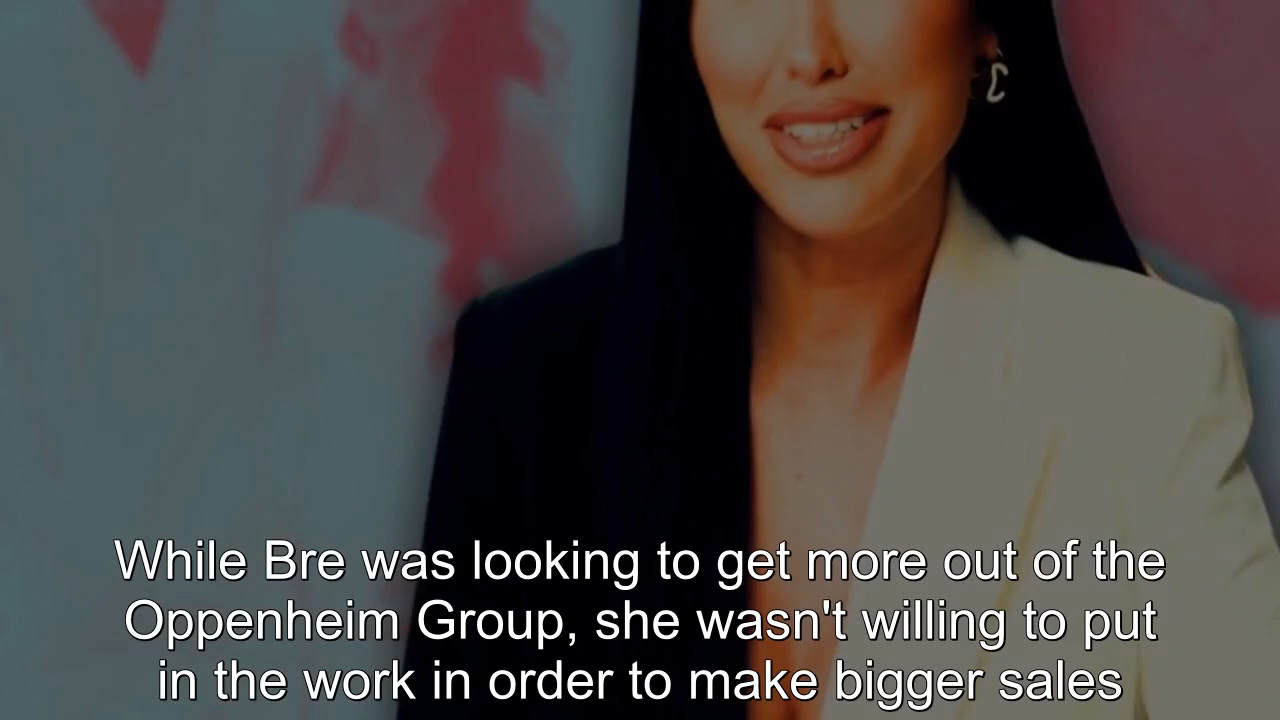 While Bre was looking to get more out of the
Oppenheim Group, she wasn't willing to put
in the work in order to make bigger sales